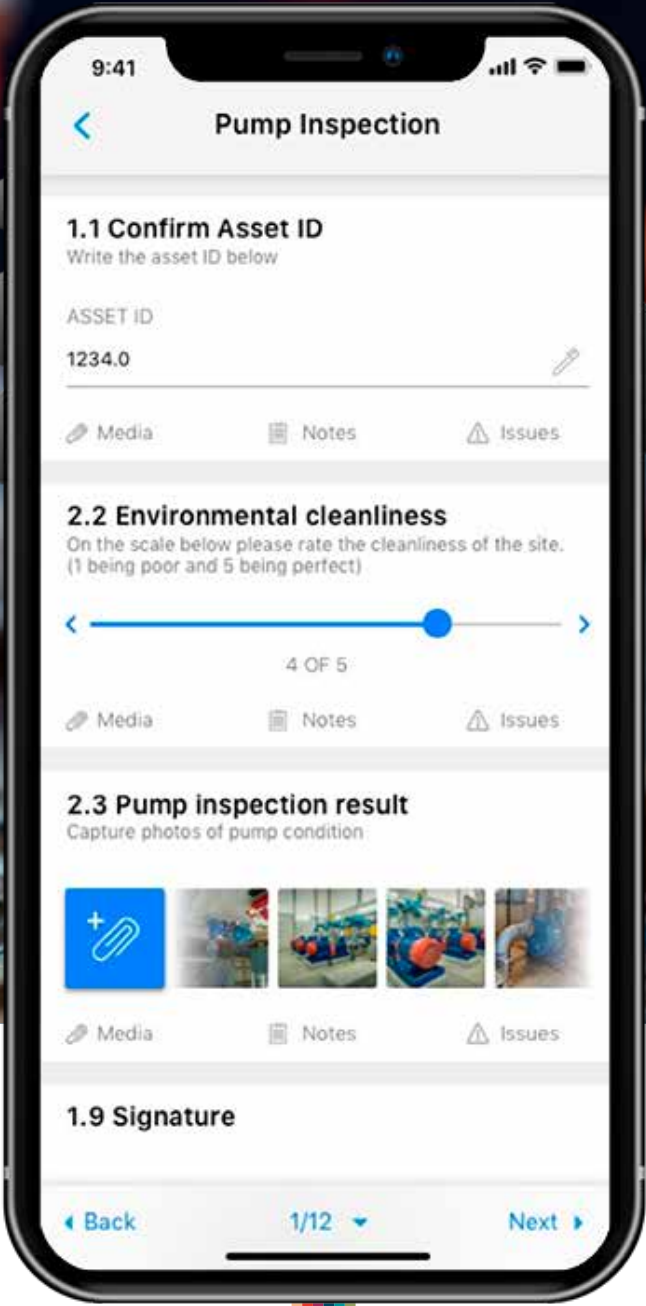 9:41
Pump Inspection
1.1 Confirm Asset ID
Write the asset ID below
ASSET ID
1234.0
Media Notes Issues
2.2 Environmental cleanliness
On the scale below please rate the cleanliness of the site.
(1 being poor and 5 being perfect)
4 OF 5
Media Notes Issues
2.3 Pump inspection result
Capture photos of pump condition
Media Notes Issues
1.9 Signature
Back 1/12 Next